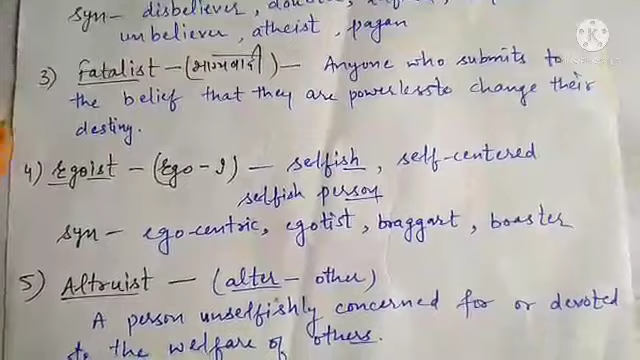 syn- disbeliever,
unbeliever, atheist, pagan
3) Fatalist - (भाग्यवादी) - Anyone who submits to
the belief that they are powerless to change their
destiny.
4) Egoist - (Ego - I) - selfish, self-centered
selfish person
syn - ego-centric, egotist, braggart, boaster
5) Altruist - (alter - other)
A person unselfishly concerned for or devoted
to the welfare of others.
KINEMASTER